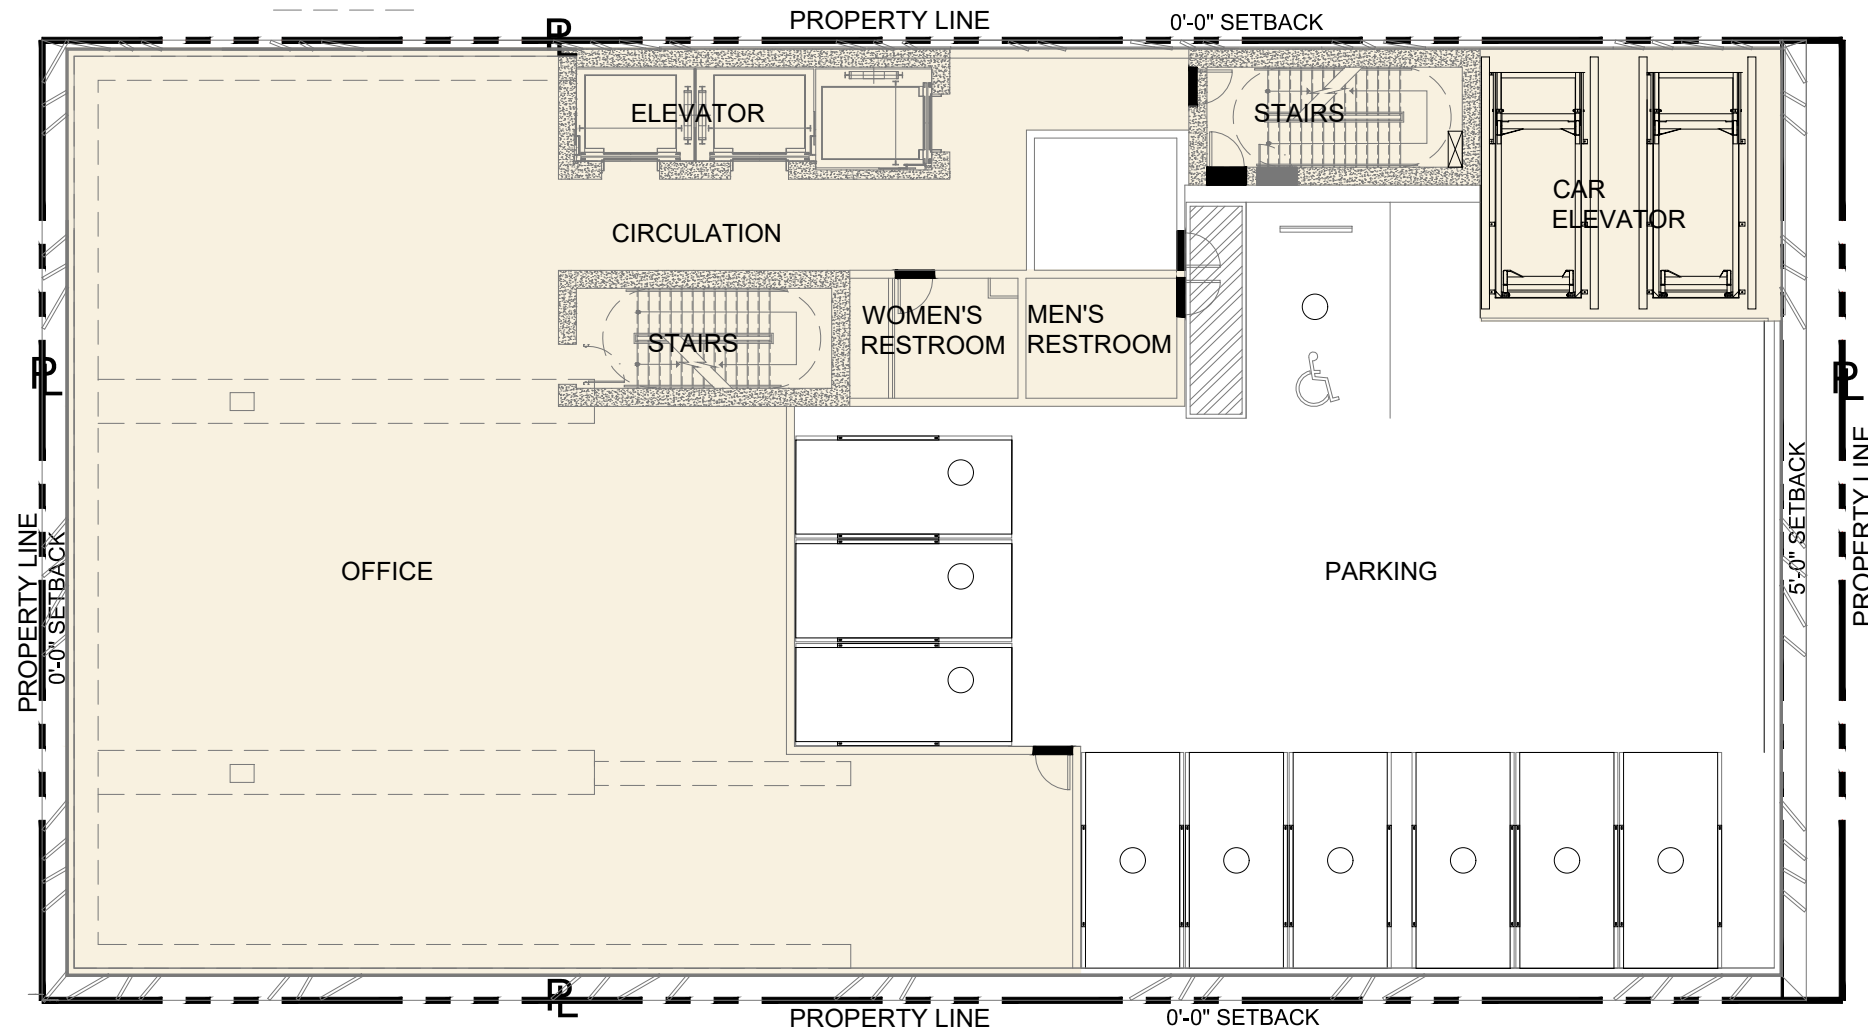 PROPERTY LINE
0'-0" SETBACK
PL
ELEVATOR
STAIRS
CAR
ELEVATOR
CIRCULATION
WOMEN'S
RESTROOM
MEN'S
RESTROOM
STAIRS
PL
PL
PROPERTY LINE
0'-0" SETBACK
OFFICE
PARKING
5'-0" SETBACK
PROPERTY LINE
PL
PROPERTY LINE
0'-0" SETBACK